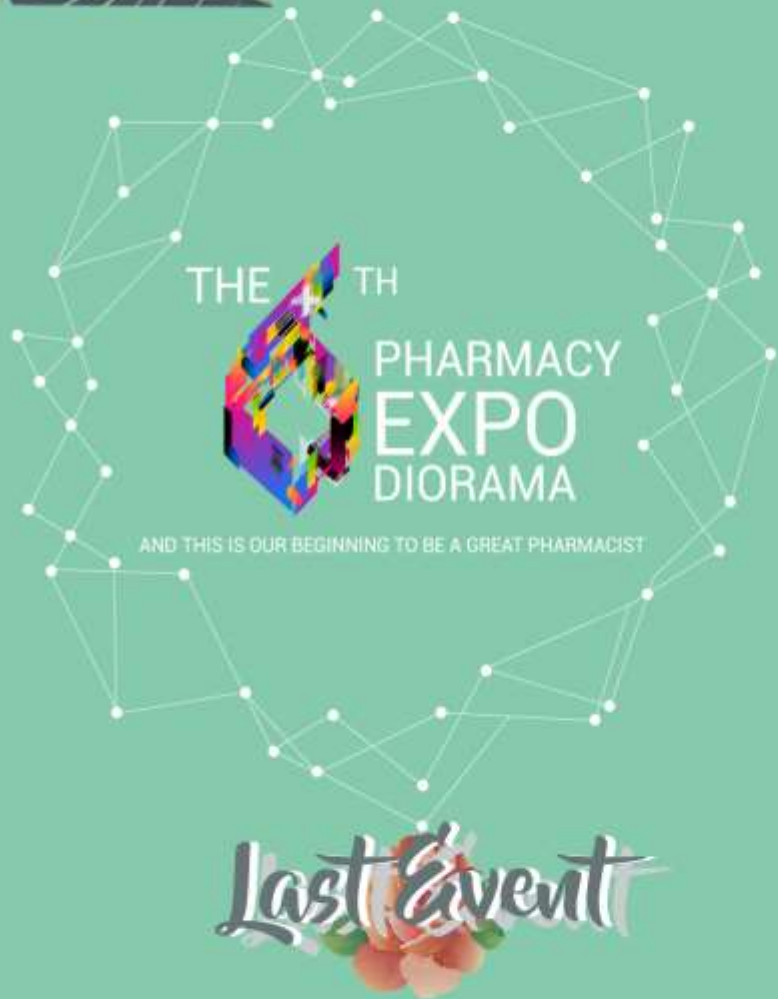 THE 6 TH
PHARMACY
EXPO
DIORAMA
AND THIS IS OUR BEGINNING TO BE A GREAT PHARMACIST
Last Event